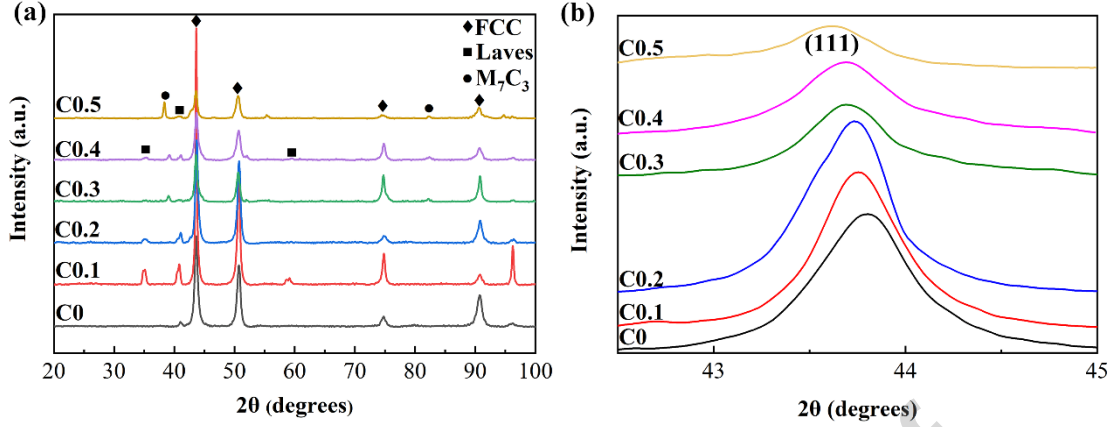 (a)
FCC
Laves
M₇C₃
C0.5
C0.4
C0.3
C0.2
C0.1
C0
Intensity (a.u.)
20 30 40 50 60 70 80 90 100
2θ (degrees)
(b)
(111)
C0.5
C0.4
C0.3
C0.2
C0.1
C0
Intensity (a.u.)
43 44 45
2θ (degrees)